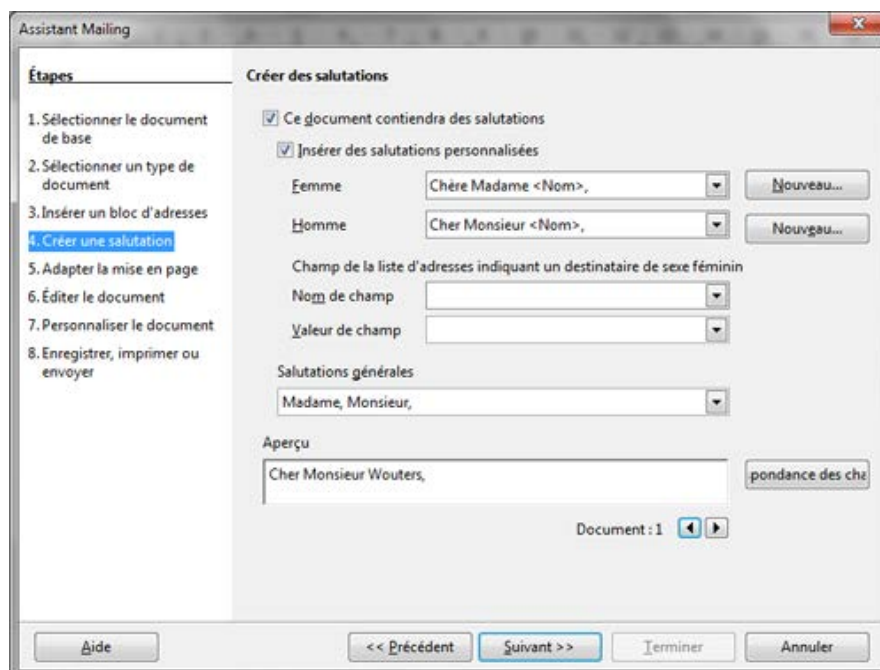 Assistant Mailing
Étapes
1. Sélectionner le document
de base
2. Sélectionner un type de
document
3. Insérer un bloc d'adresses
4. Créer une salutation
5. Adapter la mise en page
6. Éditer le document
7. Personnaliser le document
8. Enregistrer, imprimer ou
envoyer
Créer des salutations
Ce document contiendra des salutations
Insérer des salutations personnalisées
Femme
Chère Madame <Nom>,
Nouveau...
Homme
Cher Monsieur <Nom>,
Nouveau...
Champ de la liste d'adresses indiquant un destinataire de sexe féminin
Nom de champ
Valeur de champ
Salutations générales
Madame, Monsieur,
Aperçu
Cher Monsieur Wouters,
pondance des cha
Document : 1
Aide
<< Précédent
Suivant >>
Terminer
Annuler